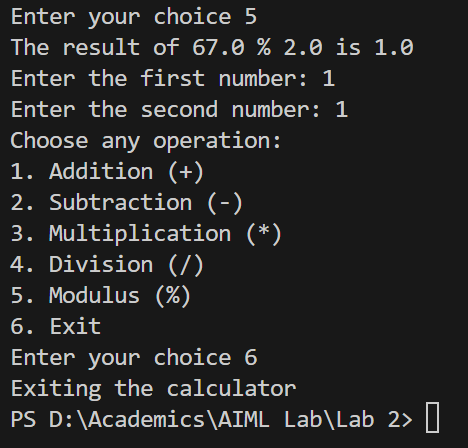 Enter your choice 5
The result of 67.0 % 2.0 is 1.0
Enter the first number: 1
Enter the second number: 1
Choose any operation:
1. Addition (+)
2. Subtraction (-)
3. Multiplication (*)
4. Division (/)
5. Modulus (%)
6. Exit
Enter your choice 6
Exiting the calculator
PS D:\Academics\AIML Lab\Lab 2>